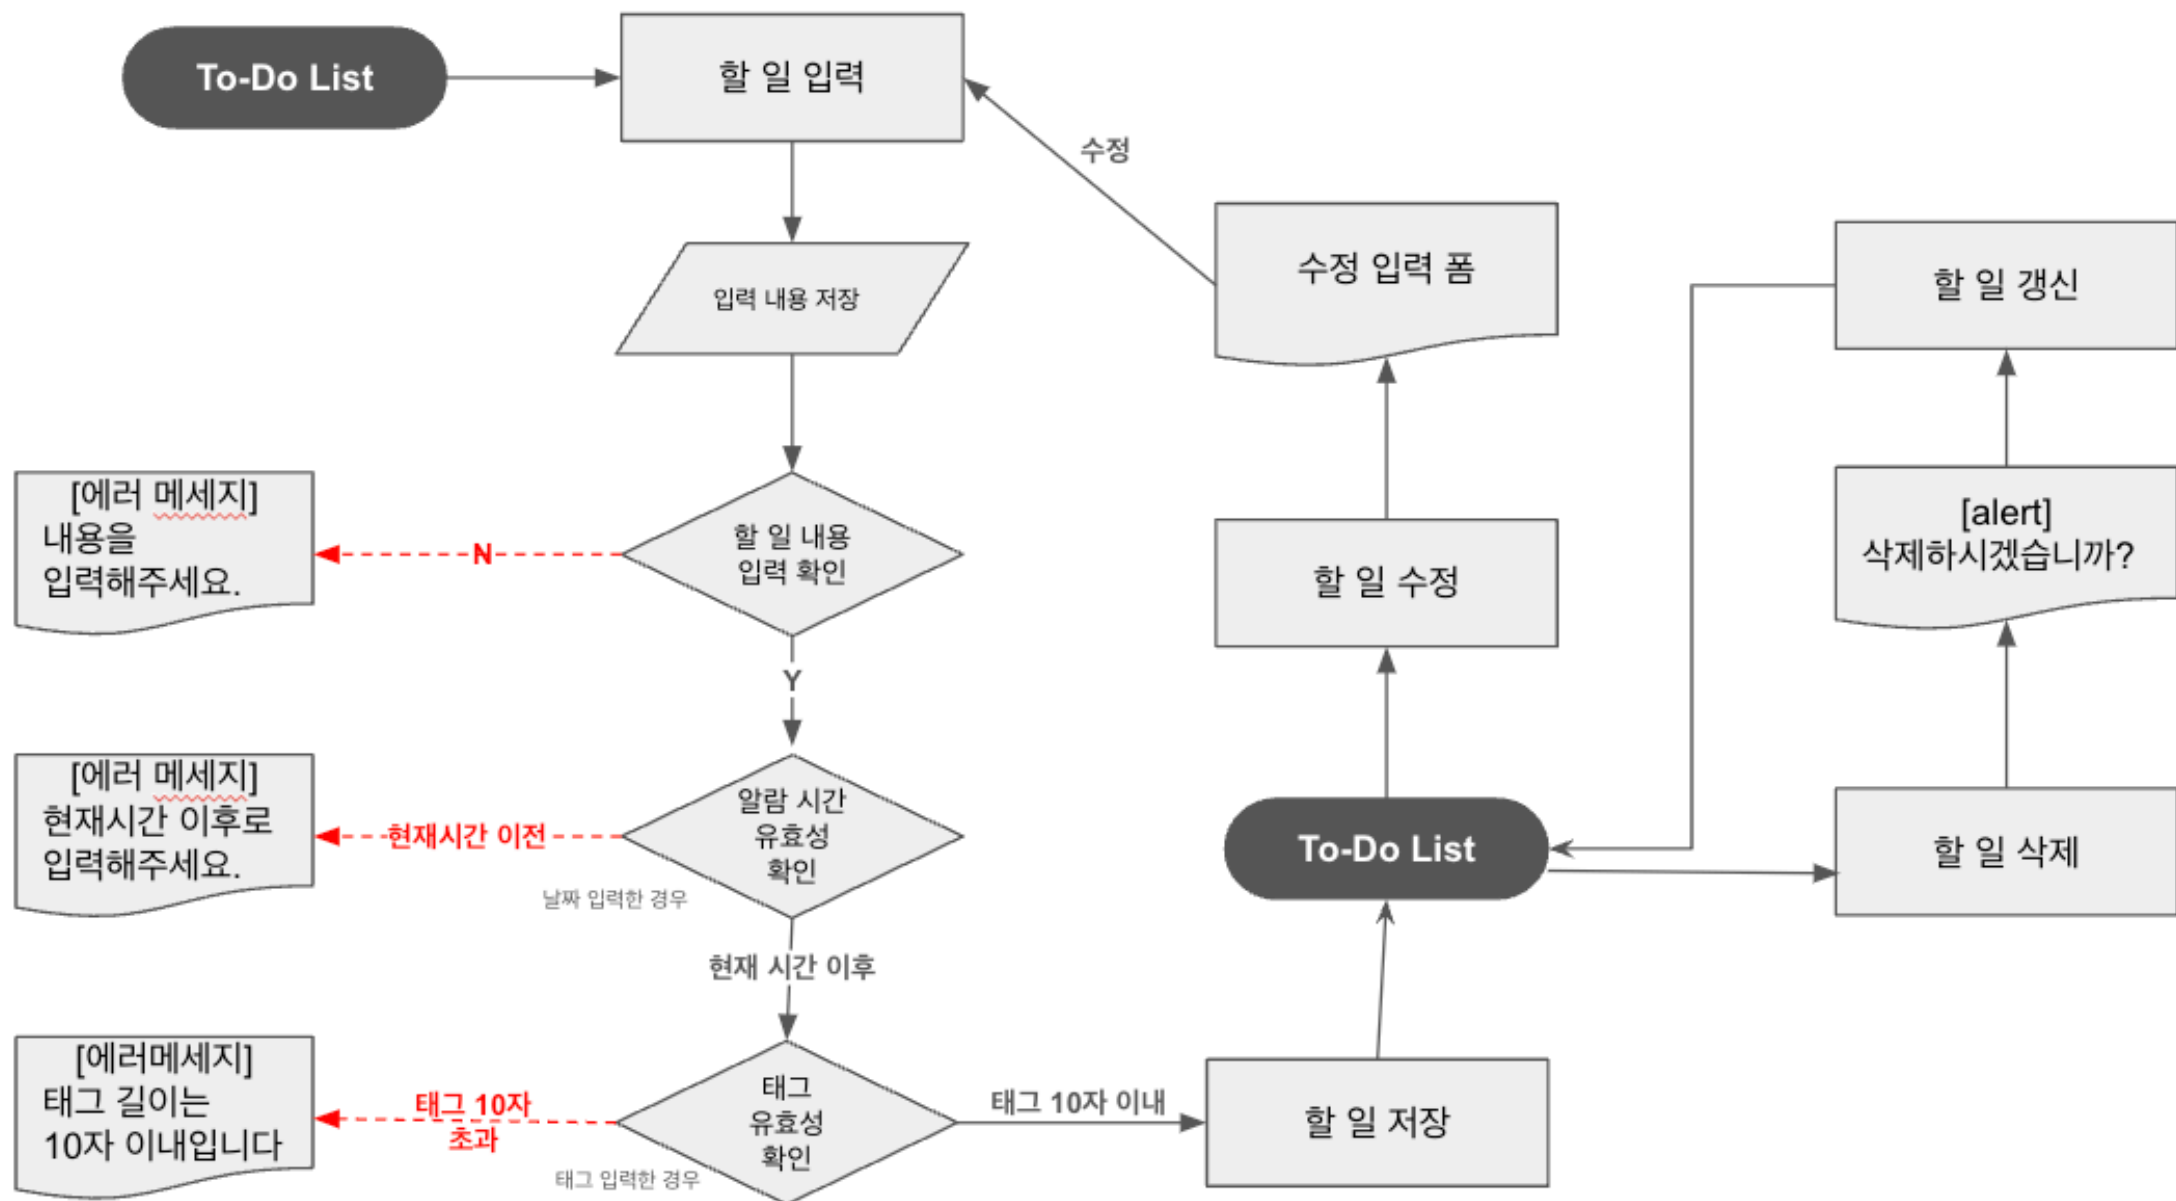 To-Do List
할 일 입력
수정
입력 내용 저장
수정 입력 폼
할 일 갱신
[에러 메세지]
내용을
입력해주세요.
N
할 일 내용
입력 확인
할 일 수정
[alert]
삭제하시겠습니까?
Y
[에러 메세지]
현재시간 이후로
입력해주세요.
현재시간 이전
알람 시간
유효성
확인
날짜 입력한 경우
To-Do List
할 일 삭제
현재 시간 이후
[에러메세지]
태그 길이는
10자 이내입니다
태그 10자
초과
태그
유효성
확인
태그 입력한 경우
태그 10자 이내
할 일 저장